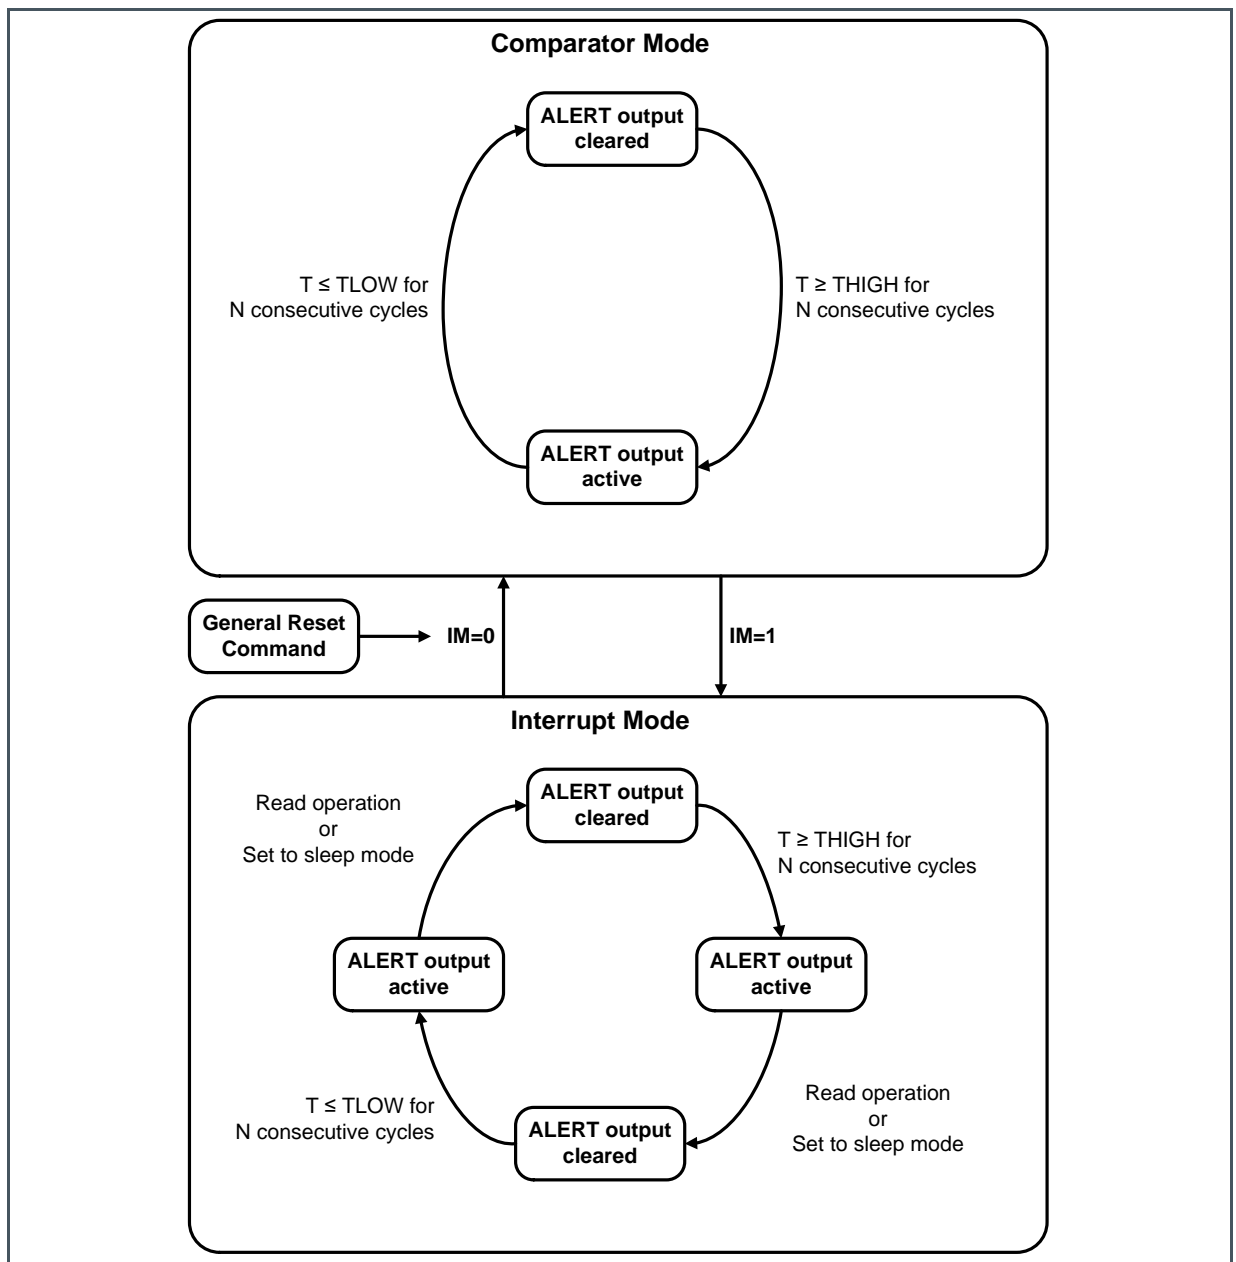 Comparator Mode
ALERT output
cleared
T ≤ TLOW for
N consecutive cycles
T ≥ THIGH for
N consecutive cycles
ALERT output
active
General Reset
Command
IM=0
IM=1
Interrupt Mode
ALERT output
cleared
Read operation
or
Set to sleep mode
T ≥ THIGH for
N consecutive cycles
ALERT output
active
ALERT output
active
T ≤ TLOW for
N consecutive cycles
Read operation
or
Set to sleep mode
ALERT output
cleared